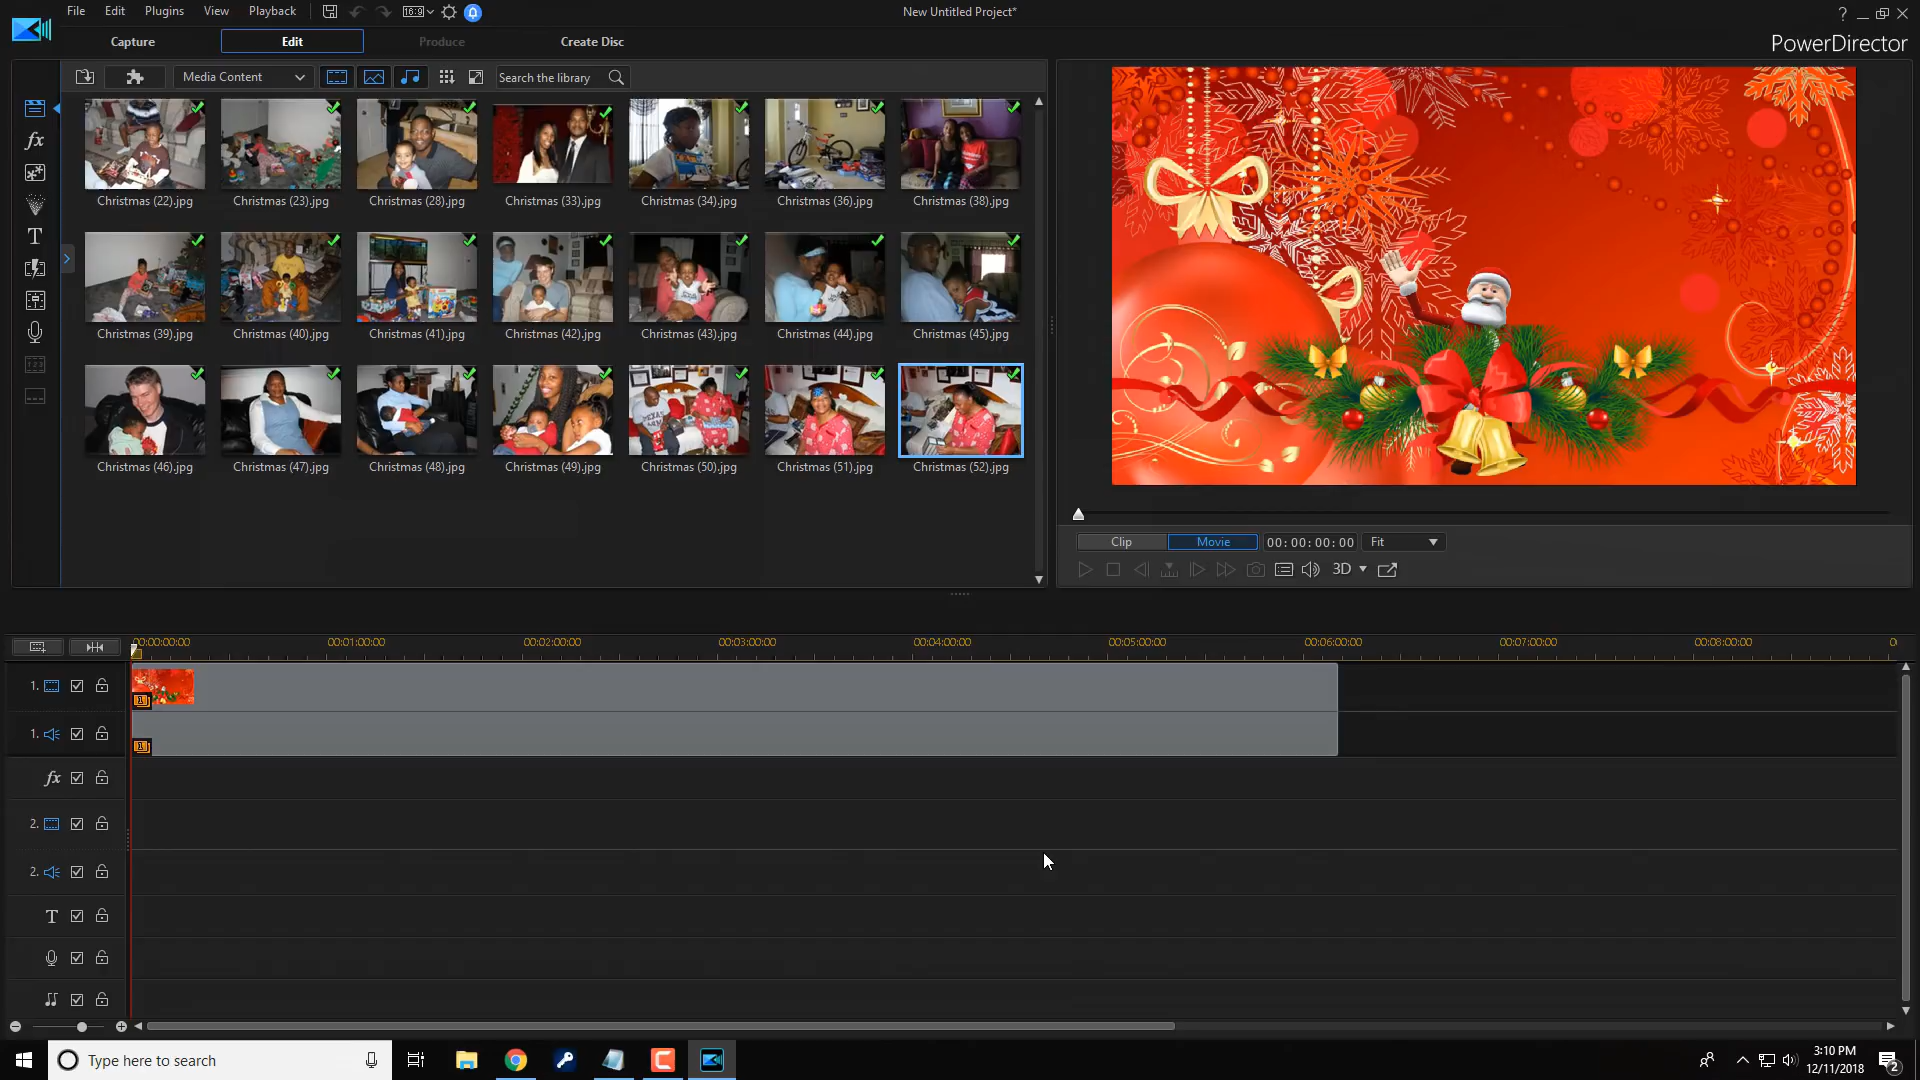 File Edit Plugins View Playback
16:9
New Untitled Project*
?
PowerDirector
Capture Edit Produce Create Disc
Media Content Search the library
Christmas (22).jpg Christmas (23).jpg Christmas (28).jpg Christmas (33).jpg Christmas (34).jpg Christmas (36).jpg Christmas (38).jpg
Christmas (39).jpg Christmas (40).jpg Christmas (41).jpg Christmas (42).jpg Christmas (43).jpg Christmas (44).jpg Christmas (45).jpg
Christmas (46).jpg Christmas (47).jpg Christmas (48).jpg Christmas (49).jpg Christmas (50).jpg Christmas (51).jpg Christmas (52).jpg
fx
T
Clip Movie 00:00:00:00 Fit
3D
00:00:00:00 00:01:00:00 00:02:00:00 00:03:00:00 00:04:00:00 00:05:00:00 00:06:00:00 00:07:00:00 00:08:00:00
1.
1.
fx
2.
2.
T
Type here to search
3:10 PM
12/11/2018
2